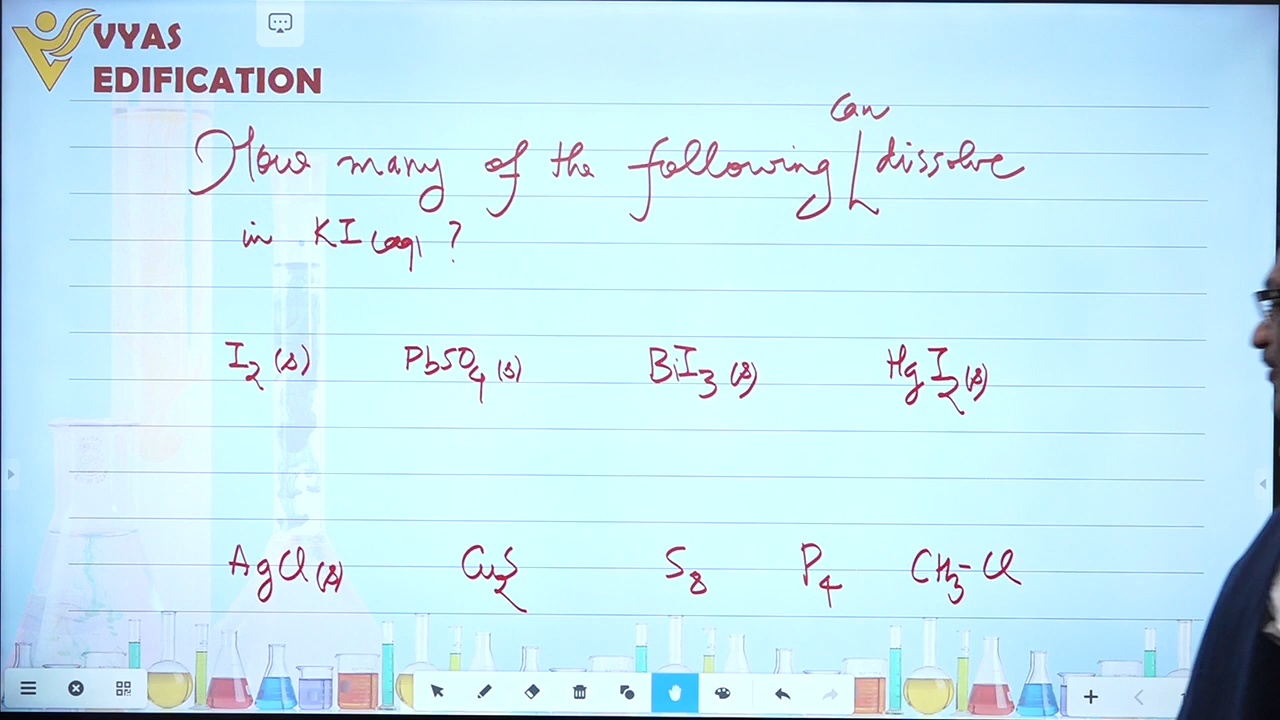 VYAS
EDIFICATION
How many of the following can dissolve
in KI(aq) ?
I2(s) PbSO4(s) BiI3(s) HgI2(s)
AgCl(s) Cu2S S8 P4 CH3-Cl